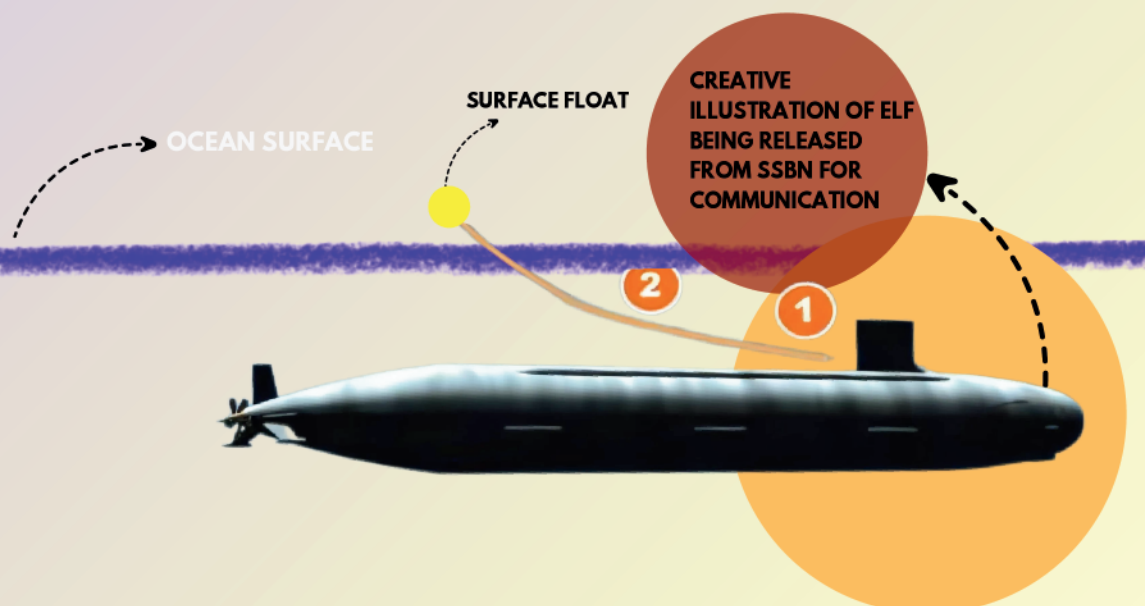 CREATIVE
ILLUSTRATION OF ELF
BEING RELEASED
FROM SSBN FOR
COMMUNICATION
SURFACE FLOAT
OCEAN SURFACE
2
1